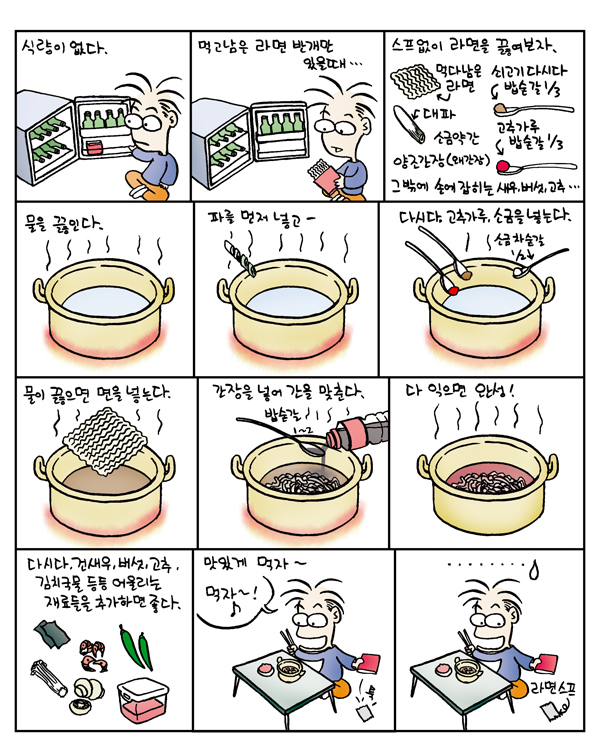 식량이 없다.
먹고남은 라면 반개만
있을때…
스프없이 라면을 끓여보자.
먹다남은
라면
쇠고기 다시다
밥숟갈 1/3
대파
소금약간
고추가루
밥숟갈 1/3
양조간장(왜간장)
그밖에 손에 잡히는 새우,버섯,고추…
물을 끓인다.
파를 먼저 넣고 ~
다시다, 고추가루, 소금을 넣는다.
소금 차숟갈
1/2
물이 끓으면 면을 넣는다.
간장을 넣어 간을 맞춘다.
밥숟갈
1~2
다 익으면 완성!
다시다,건새우,버섯,고추,
김치국물 등등 어울리는
재료들을 추가하면 좋다.
맛있게 먹자~
먹자~!
라면스프